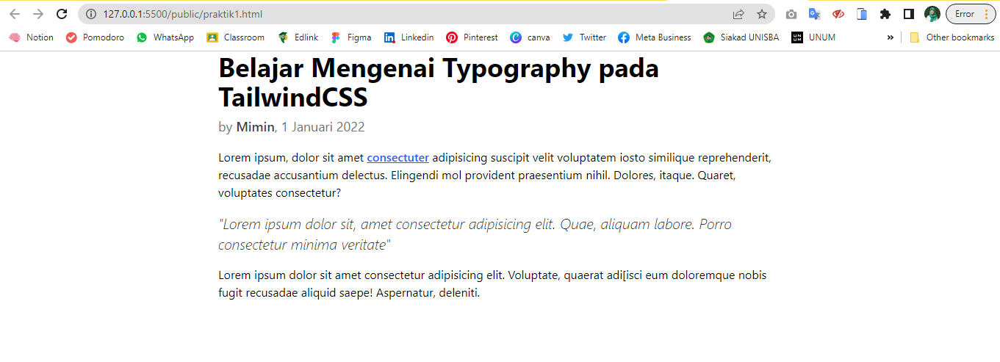 127.0.0.1:5500/public/praktik1.html
Error
Notion Pomodoro WhatsApp Classroom Edlink Figma Linkedin Pinterest canva Twitter Meta Business Siakad UNISBA UNUM » Other bookmarks
Belajar Mengenai Typography pada
TailwindCSS
by Mimin, 1 Januari 2022
Lorem ipsum, dolor sit amet consectuter adipisicing suscipit velit voluptatem iosto similique reprehenderit,
recusadae accusantium delectus. Elingendi mol provident praesentium nihil. Dolores, itaque. Quaret,
voluptates consectetur?
"Lorem ipsum dolor sit, amet consectetur adipisicing elit. Quae, aliquam labore. Porro
consectetur minima veritate"
Lorem ipsum dolor sit amet consectetur adipisicing elit. Voluptate, quaerat adi[isci eum doloremque nobis
fugit recusadae aliquid saepe! Aspernatur, deleniti.